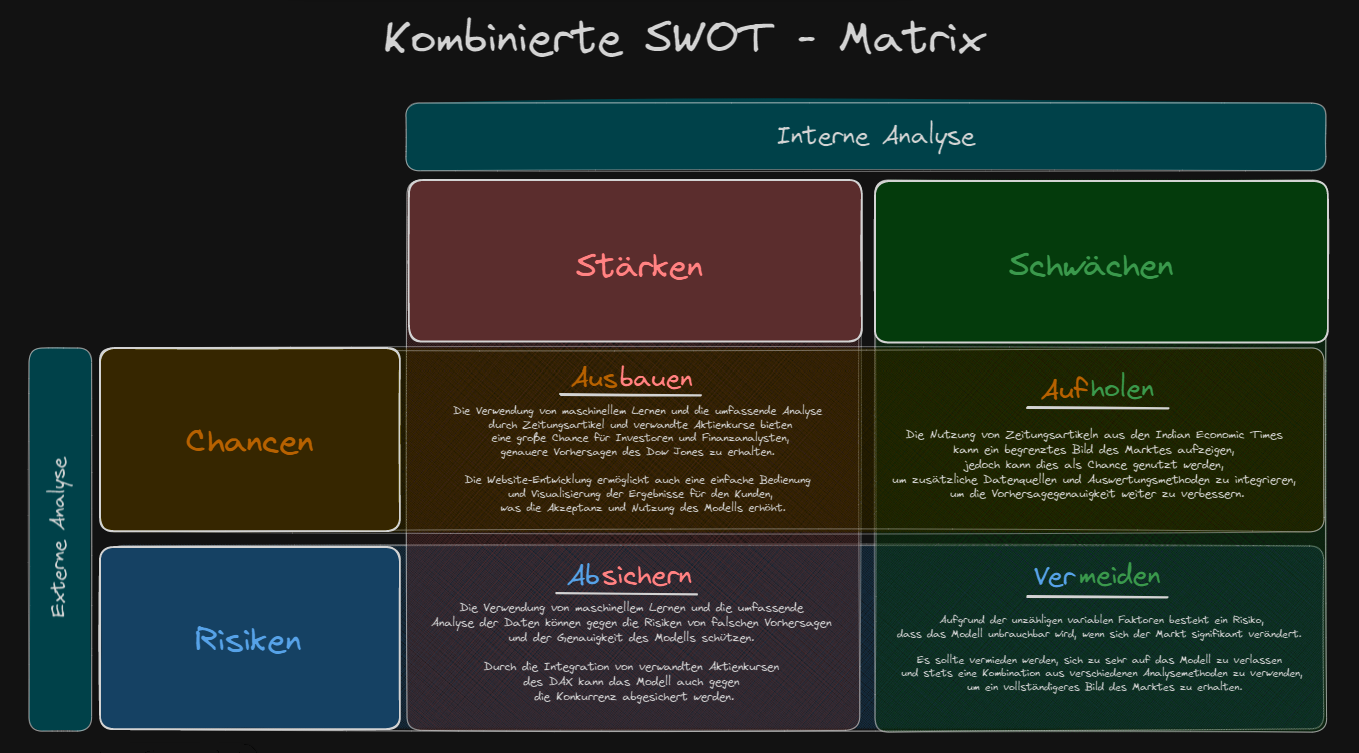 Kombinierte SWOT - Matrix
Interne Analyse
Stärken
Schwächen
Externe Analyse
Chancen
Ausbauen
Die Verwendung von maschinellem Lernen und die umfassende Analyse
durch Zeitungsartikel und verwandte Aktienkurse bieten
eine große Chance für Investoren und Finanzanalysten,
genauere Vorhersagen des Dow Jones zu erhalten.
Die Website-Entwicklung ermöglicht auch eine einfache Bedienung
und Visualisierung der Ergebnisse für den Kunden,
was die Akzeptanz und Nutzung des Modells erhöht.
Aufholen
Die Nutzung von Zeitungsartikeln aus den Indian Economic Times
kann ein begrenztes Bild des Marktes aufzeigen,
jedoch kann dies als Chance genutzt werden,
um zusätzliche Datenquellen und Auswertungsmethoden zu integrieren,
um die Vorhersagegenauigkeit weiter zu verbessern.
Risiken
Absichern
Die Verwendung von maschinellem Lernen und die umfassende
Analyse der Daten können gegen die Risiken von falschen Vorhersagen
und der Genauigkeit des Modells schützen.
Durch die Integration von verwandten Aktienkursen
des DAX kann das Modell auch gegen
die Konkurrenz abgesichert werden.
Vermeiden
Aufgrund der unzähligen variablen Faktoren besteht ein Risiko,
dass das Modell unbrauchbar wird, wenn sich der Markt signifikant verändert.
Es sollte vermieden werden, sich zu sehr auf das Modell zu verlassen
und stets eine Kombination aus verschiedenen Analysemethoden zu verwenden,
um ein vollständigeres Bild des Marktes zu erhalten.